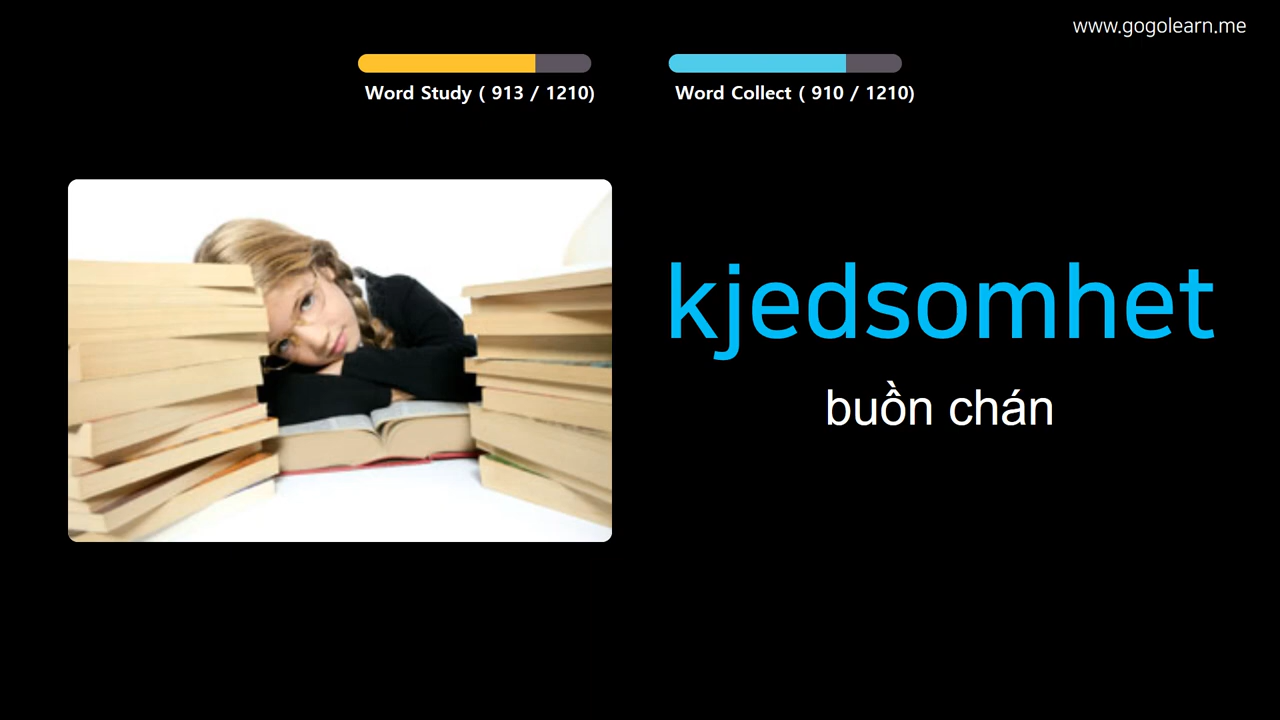 www.gogolearn.me
Word Study ( 913 / 1210)
Word Collect ( 910 / 1210)
kjedsomhet
buồn chán